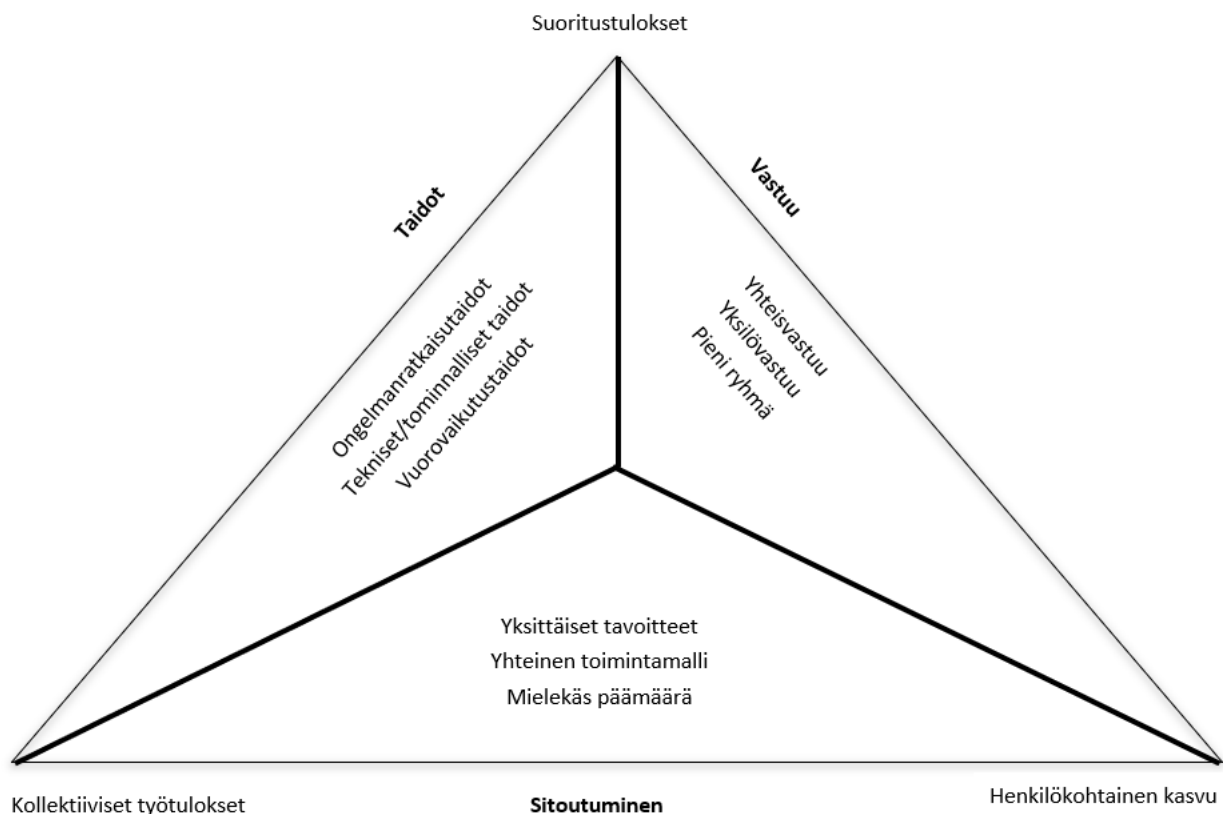 Suoritustulokset
Taidot
Vastuu
Ongelmanratkaisutaidot
Tekniset/tominnalliset taidot
Vuorovaikutustaidot
Yhteisvastuu
Yksilövastuu
Pieni ryhmä
Yksittäiset tavoitteet
Yhteinen toimintamalli
Mielekäs päämäärä
Kollektiiviset työtulokset
Sitoutuminen
Henkilökohtainen kasvu